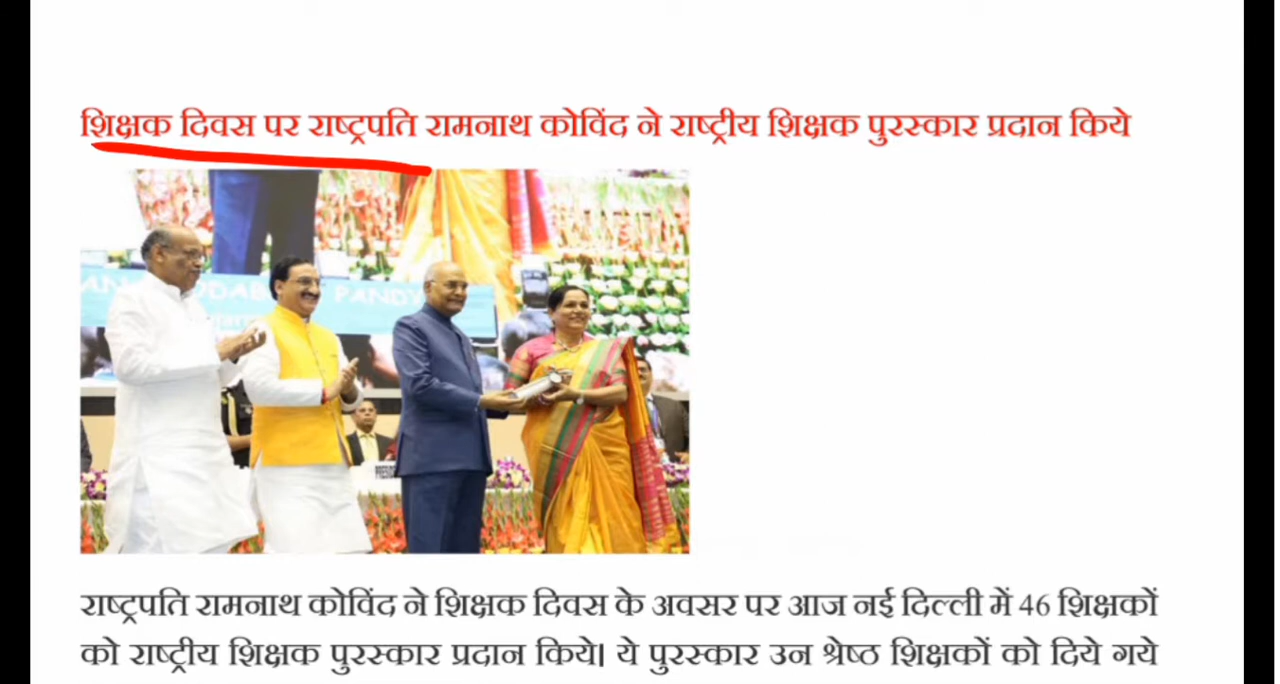 शिक्षक दिवस पर राष्ट्रपति रामनाथ कोविंद ने राष्ट्रीय शिक्षक पुरस्कार प्रदान किये
PANDY
राष्ट्रपति रामनाथ कोविंद ने शिक्षक दिवस के अवसर पर आज नई दिल्ली में 46 शिक्षकों
को राष्ट्रीय शिक्षक पुरस्कार प्रदान किये। ये पुरस्कार उन श्रेष्ठ शिक्षकों को दिये गये